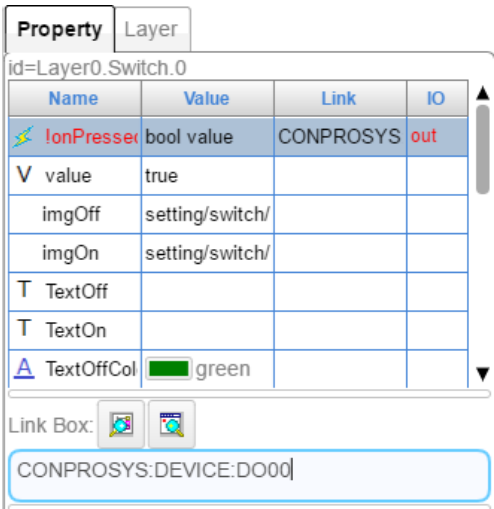 Property Layer
id=Layer0.Switch.0
Name Value Link IO
!onPressed bool value CONPROSYS out
V value true
imgOff setting/switch/
imgOn setting/switch/
T TextOff
T TextOn
A TextOffCol green
Link Box:
CONPROSYS:DEVICE:DO00